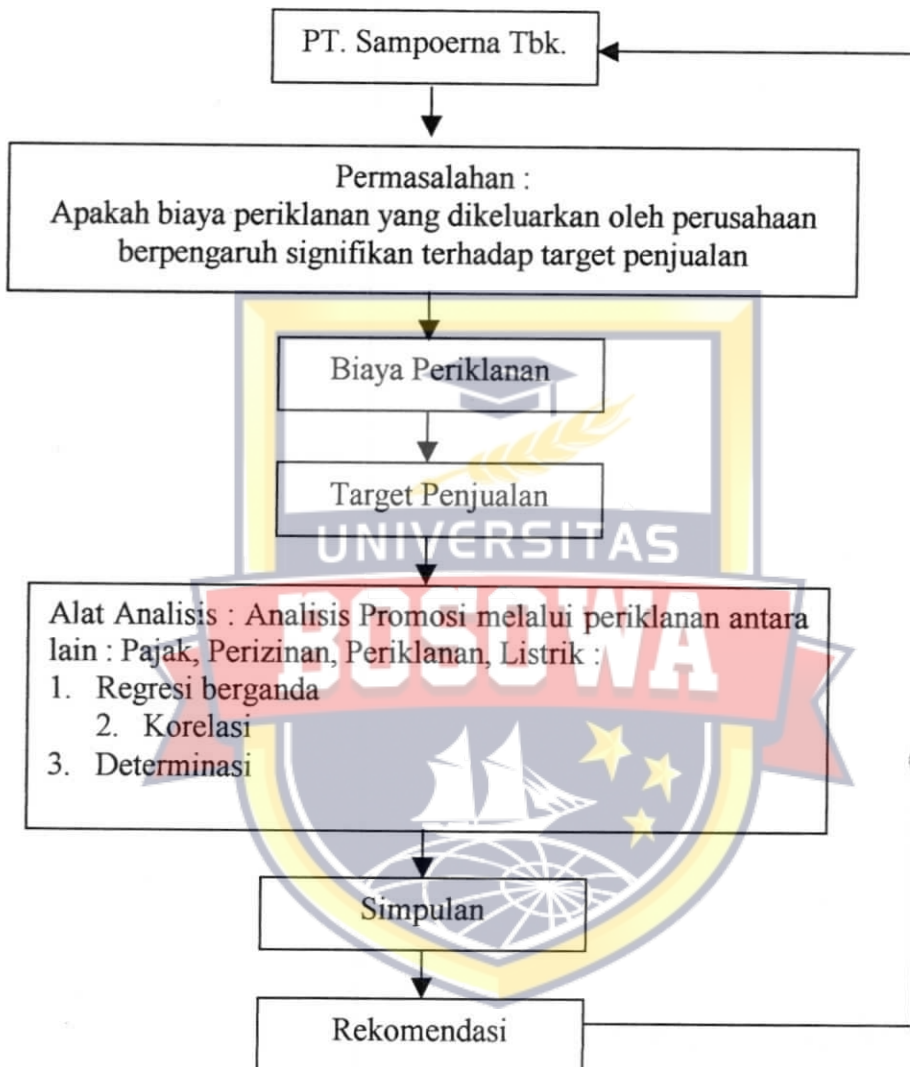 PT. Sampoerna Tbk.
Permasalahan :
Apakah biaya periklanan yang dikeluarkan oleh perusahaan
berpengaruh signifikan terhadap target penjualan
Biaya Periklanan
Target Penjualan
UNIVERSITAS
BOSOWA
Alat Analisis : Analisis Promosi melalui periklanan antara
lain : Pajak, Perizinan, Periklanan, Listrik :
1. Regresi berganda
2. Korelasi
3. Determinasi
Simpulan
Rekomendasi